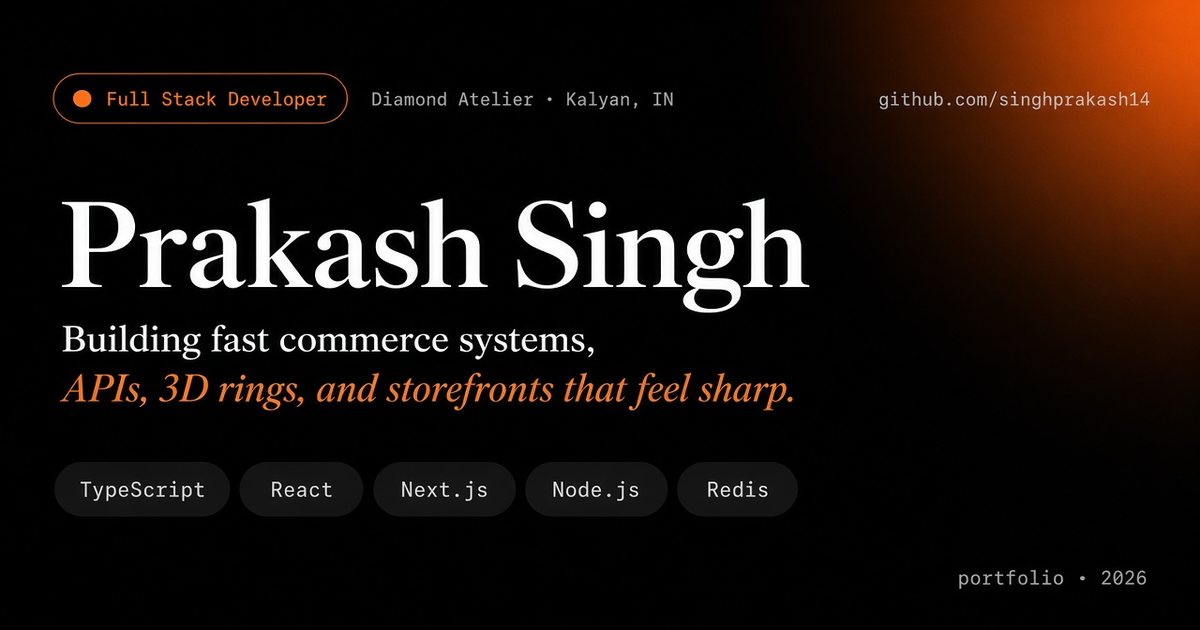 Full Stack Developer
Diamond Atelier • Kalyan, IN
github.com/singhprakash14
Prakash Singh
Building fast commerce systems,
APIs, 3D rings, and storefronts that feel sharp.
TypeScript
React
Next.js
Node.js
Redis
portfolio • 2026